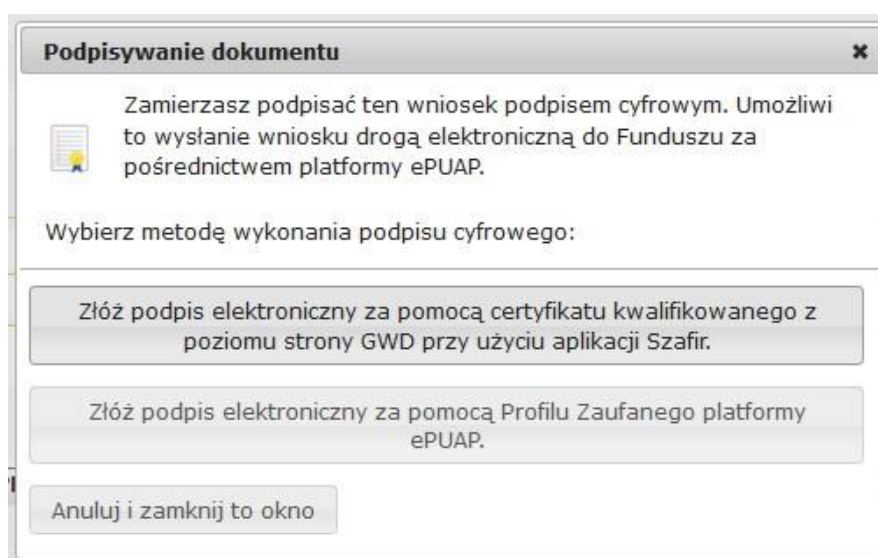 Podpisywanie dokumentu
Zamierzasz podpisać ten wniosek podpisem cyfrowym. Umożliwi
to wysłanie wniosku drogą elektroniczną do Funduszu za
pośrednictwem platformy ePUAP.
Wybierz metodę wykonania podpisu cyfrowego:
Złóż podpis elektroniczny za pomocą certyfikatu kwalifikowanego z
poziomu strony GWD przy użyciu aplikacji Szafir.
Złóż podpis elektroniczny za pomocą Profilu Zaufanego platformy
ePUAP.
Anuluj i zamknij to okno